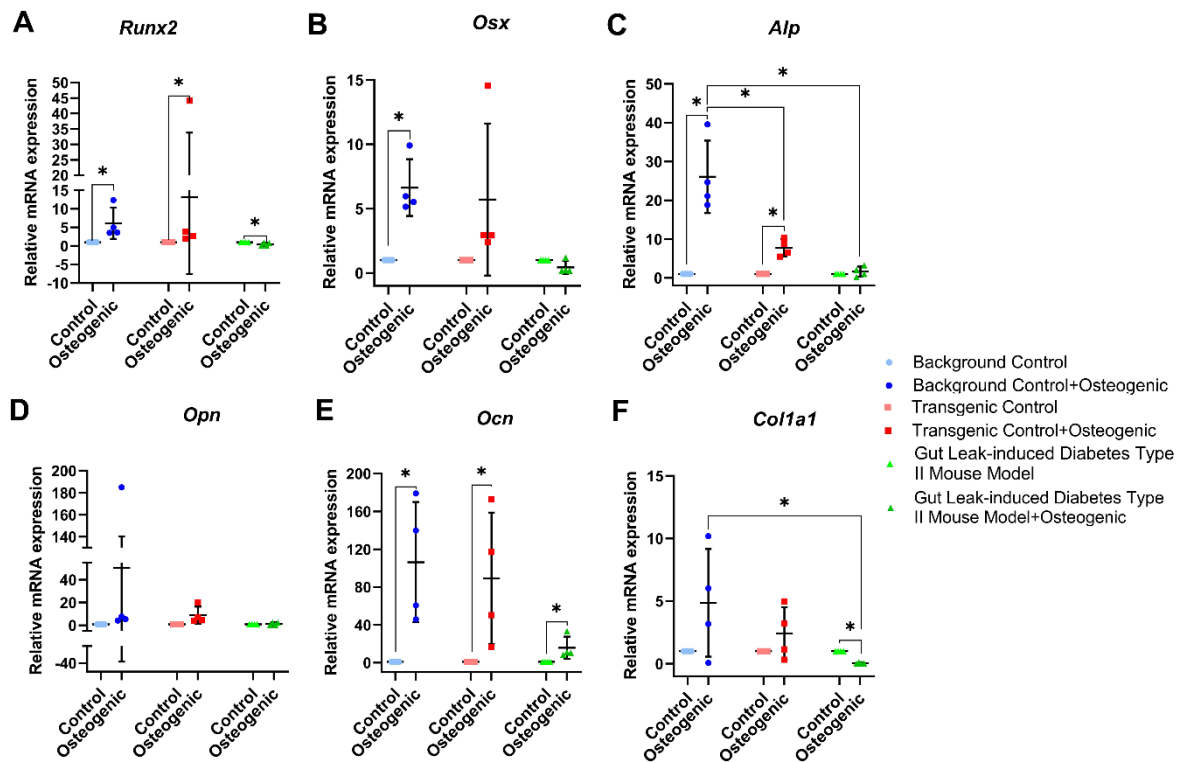 A
Runx2
Relative mRNA expression
50
45
40
35
30
25
20
15
10
5
0
-5
-10
*
*
*
Control
Osteogenic
Control
Osteogenic
Control
Osteogenic
B
Osx
Relative mRNA expression
15
10
5
0
*
Control
Osteogenic
Control
Osteogenic
Control
Osteogenic
C
Alp
Relative mRNA expression
50
40
30
20
10
0
*
*
*
*
Control
Osteogenic
Control
Osteogenic
Control
Osteogenic
Background Control
Background Control+Osteogenic
Transgenic Control
Transgenic Control+Osteogenic
Gut Leak-induced Diabetes Type
II Mouse Model
Gut Leak-induced Diabetes Type
II Mouse Model+Osteogenic
D
Opn
Relative mRNA expression
200
180
160
140
40
20
0
-40
Control
Osteogenic
Control
Osteogenic
Control
Osteogenic
E
Ocn
Relative mRNA expression
200
160
120
80
40
0
*
*
*
Control
Osteogenic
Control
Osteogenic
Control
Osteogenic
F
Col1a1
Relative mRNA expression
15
10
5
0
*
*
Control
Osteogenic
Control
Osteogenic
Control
Osteogenic